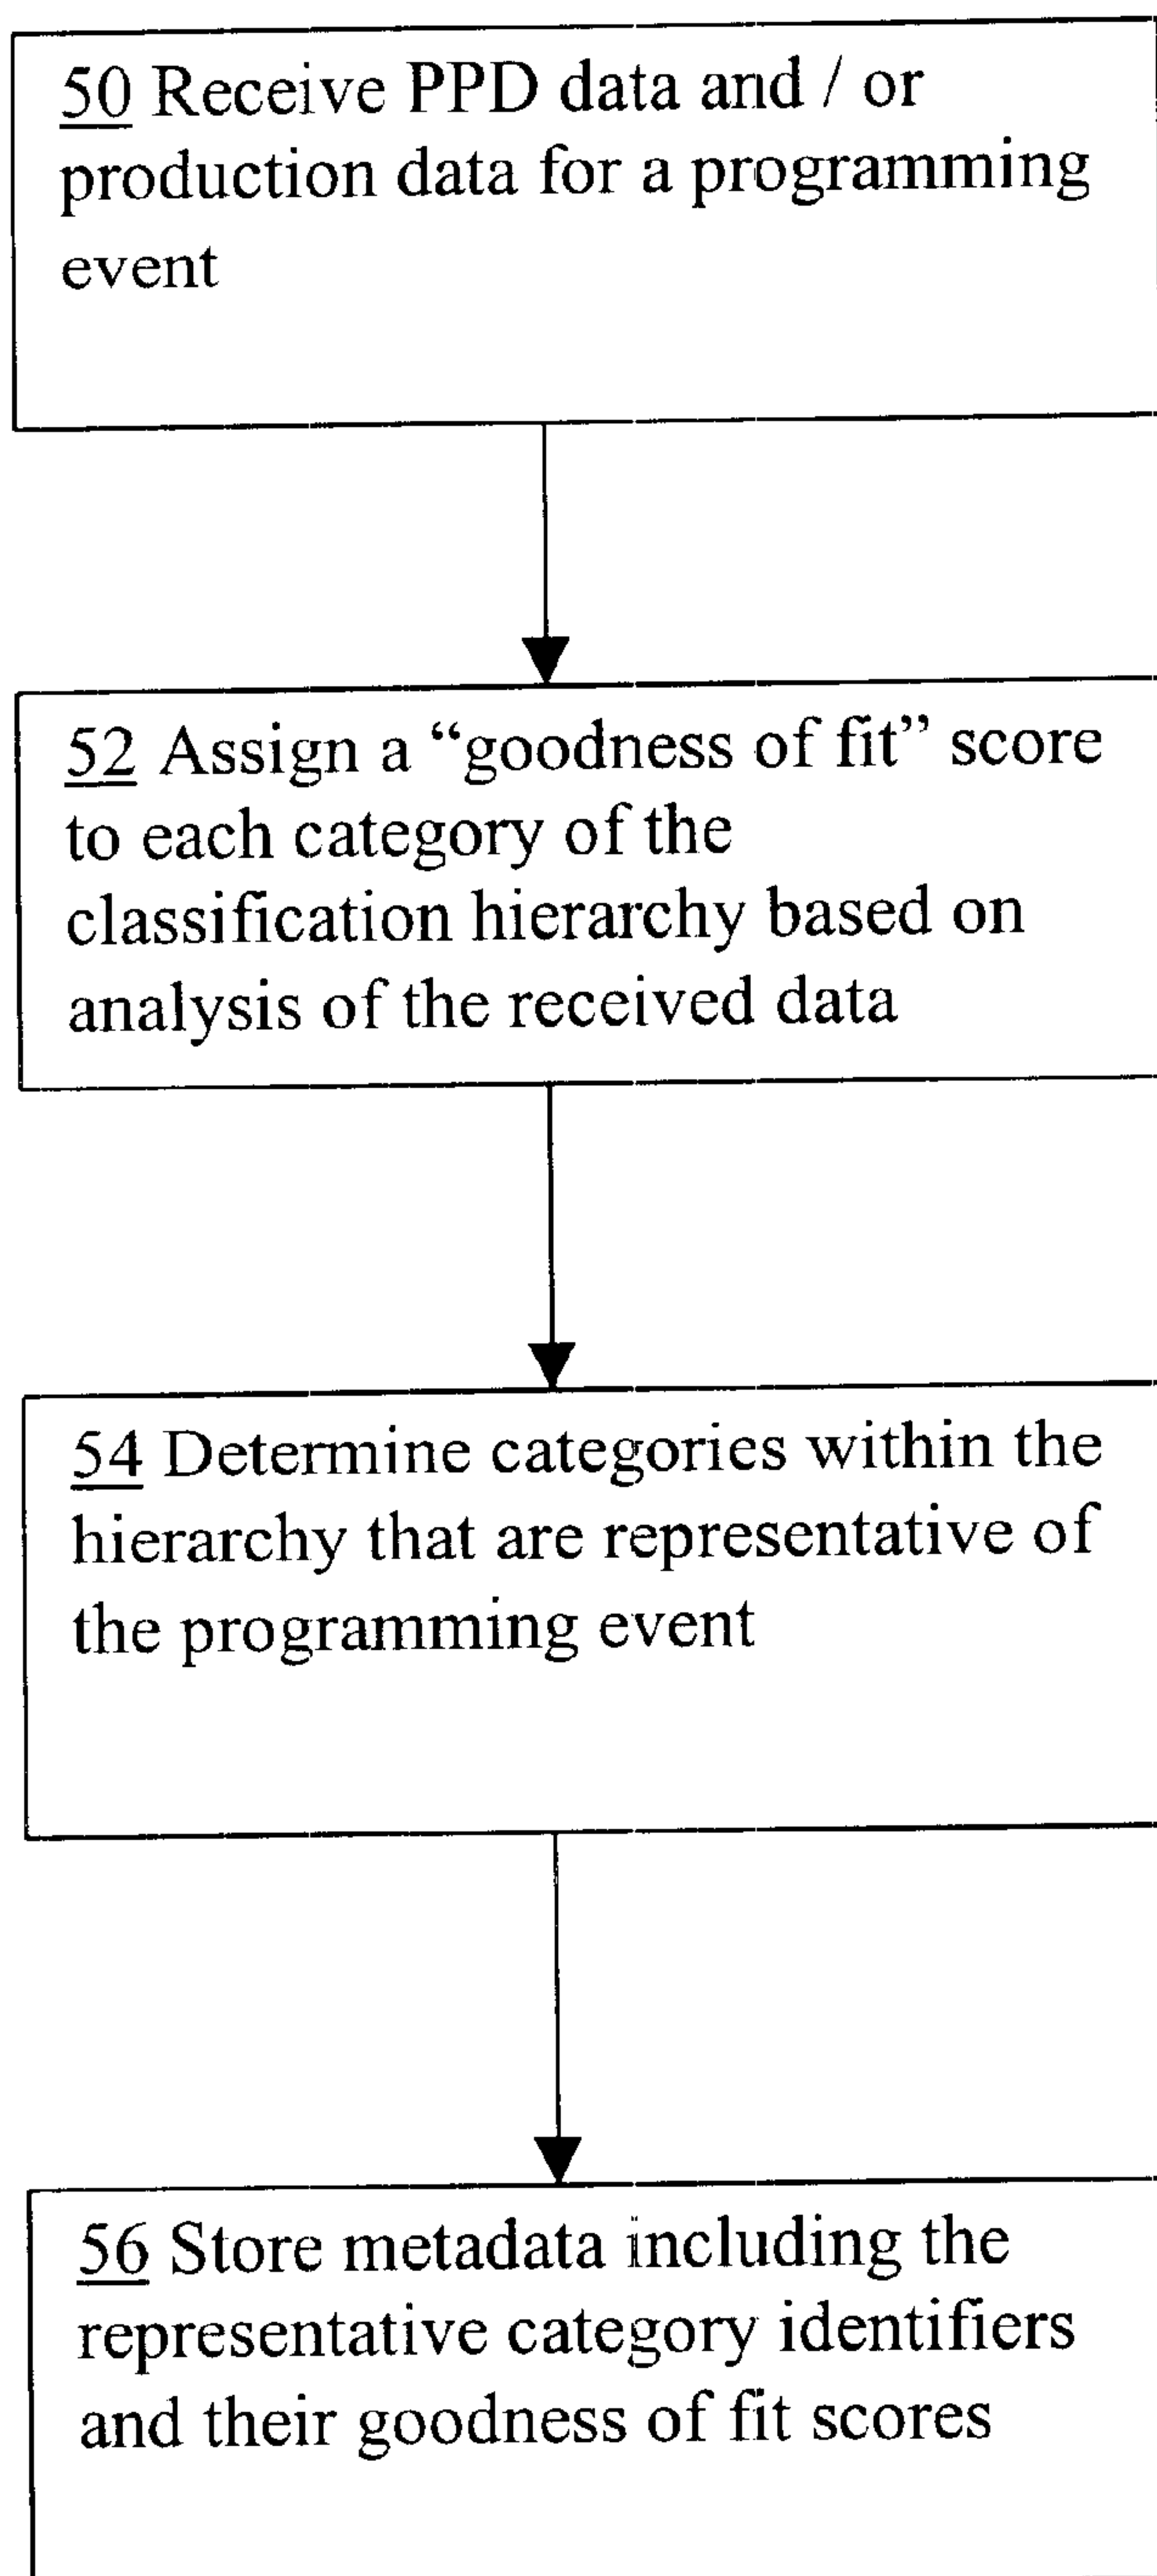 50 Receive PPD data and / or
production data for a programming
event
52 Assign a “goodness of fit” score
to each category of the
classification hierarchy based on
analysis of the received data
54 Determine categories within the
hierarchy that are representative of
the programming event
56 Store metadata including the
representative category identifiers
and their goodness of fit scores